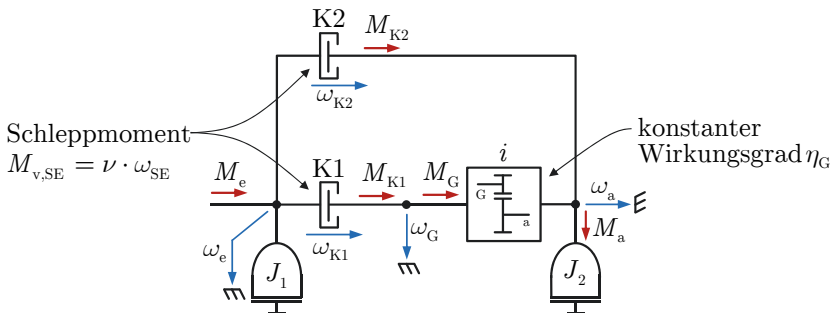 K2
M_K2
ω_K2
Schleppmoment
M_v,SE = ν · ω_SE
konstanter
Wirkungsgrad η_G
M_e
K1
M_K1
M_G
i
G
a
ω_a
M_a
ω_e
ω_K1
ω_G
J_1
J_2